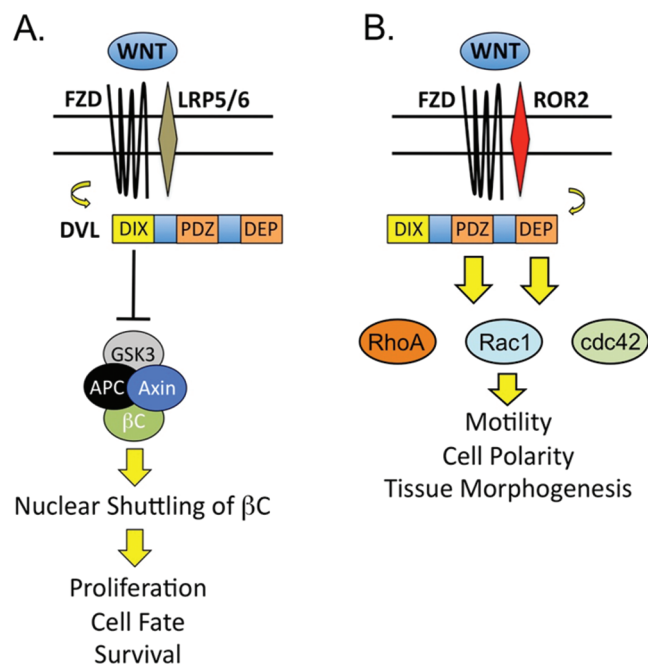 A.
WNT
FZD
LRP5/6
DVL
DIX
PDZ
DEP
GSK3
APC
Axin
βC
Nuclear Shuttling of βC
Proliferation
Cell Fate
Survival
B.
WNT
FZD
ROR2
DIX
PDZ
DEP
RhoA
Rac1
cdc42
Motility
Cell Polarity
Tissue Morphogenesis